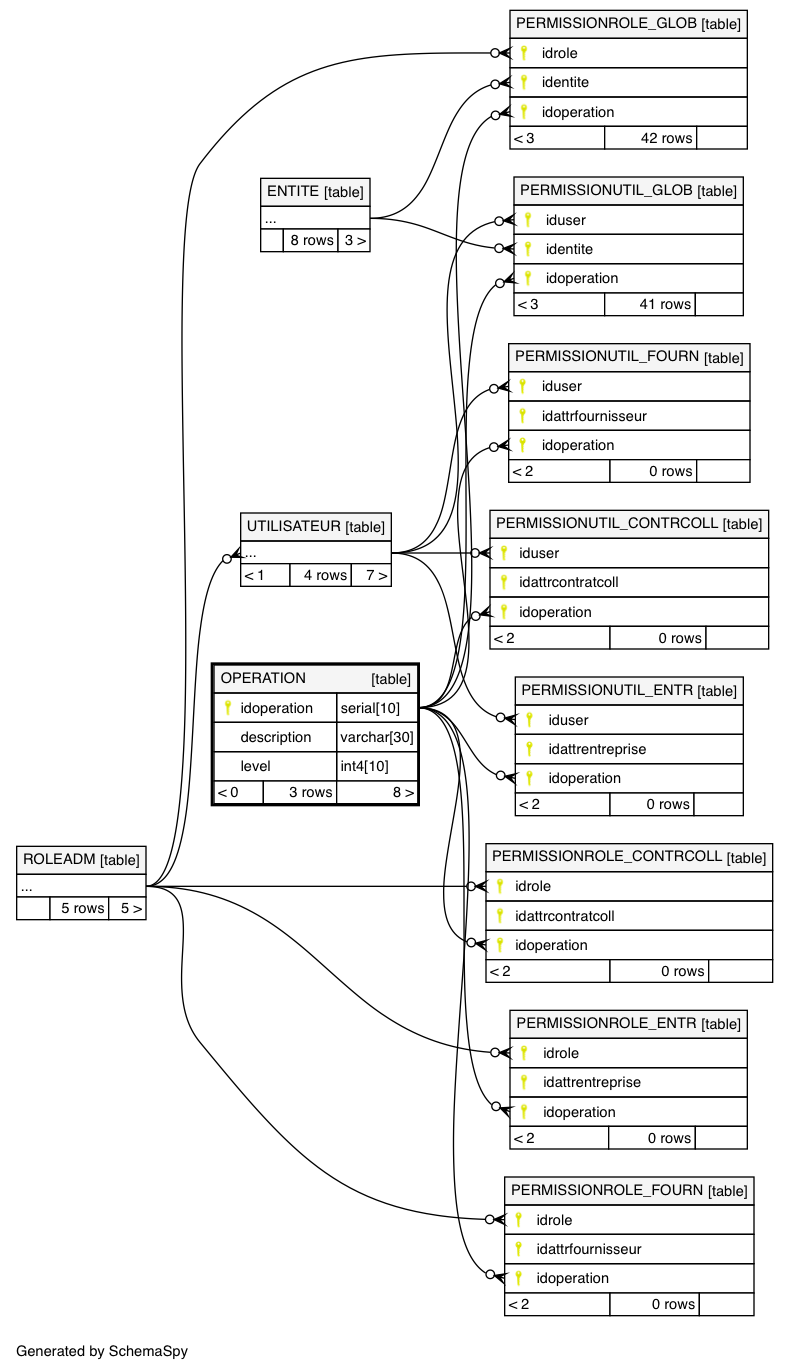 PERMISSIONROLE_GLOB [table]
idrole
identite
idoperation
< 3 42 rows
ENTITE [table]
...
8 rows 3 >
PERMISSIONUTIL_GLOB [table]
iduser
identite
idoperation
< 3 41 rows
PERMISSIONUTIL_FOURN [table]
iduser
idattrfournisseur
idoperation
< 2 0 rows
UTILISATEUR [table]
...
< 1 4 rows 7 >
PERMISSIONUTIL_CONTRCOLL [table]
iduser
idattrcontratcoll
idoperation
< 2 0 rows
OPERATION [table]
idoperation serial[10]
description varchar[30]
level int4[10]
< 0 3 rows 8 >
PERMISSIONUTIL_ENTR [table]
iduser
idattrentreprise
idoperation
< 2 0 rows
ROLEADM [table]
...
5 rows 5 >
PERMISSIONROLE_CONTRCOLL [table]
idrole
idattrcontratcoll
idoperation
< 2 0 rows
PERMISSIONROLE_ENTR [table]
idrole
idattrentreprise
idoperation
< 2 0 rows
PERMISSIONROLE_FOURN [table]
idrole
idattrfournisseur
idoperation
< 2 0 rows
Generated by SchemaSpy